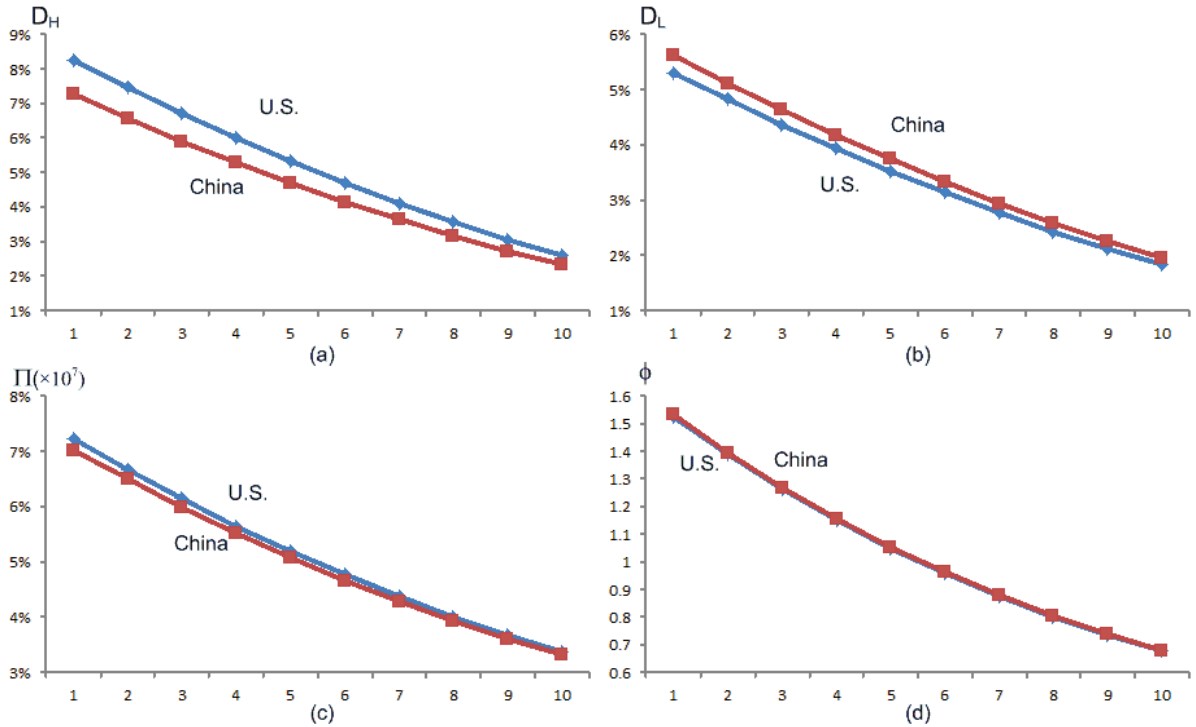 D_H
9%
8%
7%
6%
5%
4%
3%
2%
1%
U.S.
China
1 2 3 4 5 6 7 8 9 10
(a)
D_L
6%
5%
4%
3%
2%
1%
China
U.S.
1 2 3 4 5 6 7 8 9 10
(b)
Π(×10⁷)
8%
7%
6%
5%
4%
3%
U.S.
China
1 2 3 4 5 6 7 8 9 10
(c)
ϕ
1.6
1.5
1.4
1.3
1.2
1.1
1
0.9
0.8
0.7
0.6
China
U.S.
1 2 3 4 5 6 7 8 9 10
(d)